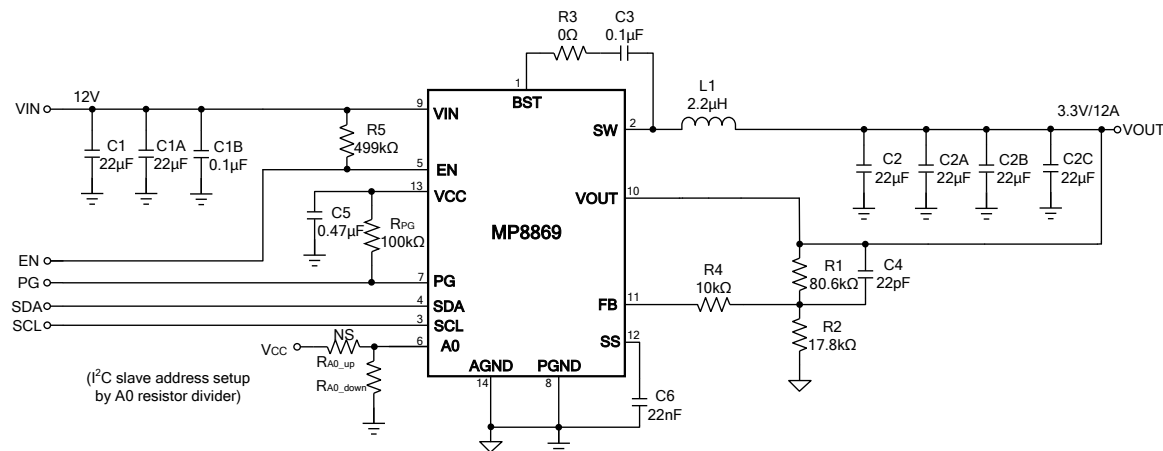 R3
0Ω
C3
0.1µF
1
BST
VIN
12V
9
VIN
C1
22µF
C1A
22µF
C1B
0.1µF
R5
499kΩ
5
EN
13
VCC
C5
0.47µF
RPG
100kΩ
MP8869
SW
2
L1
2.2µH
3.3V/12A
VOUT
C2
22µF
C2A
22µF
C2B
22µF
C2C
22µF
VOUT
10
R1
80.6kΩ
C4
22pF
R4
10kΩ
FB
11
R2
17.8kΩ
SS
12
C6
22nF
EN
PG
7
PG
SDA
4
SDA
SCL
3
SCL
VCC
NS
6
A0
RA0_up
RA0_down
(I²C slave address setup
by A0 resistor divider)
AGND
14
PGND
8